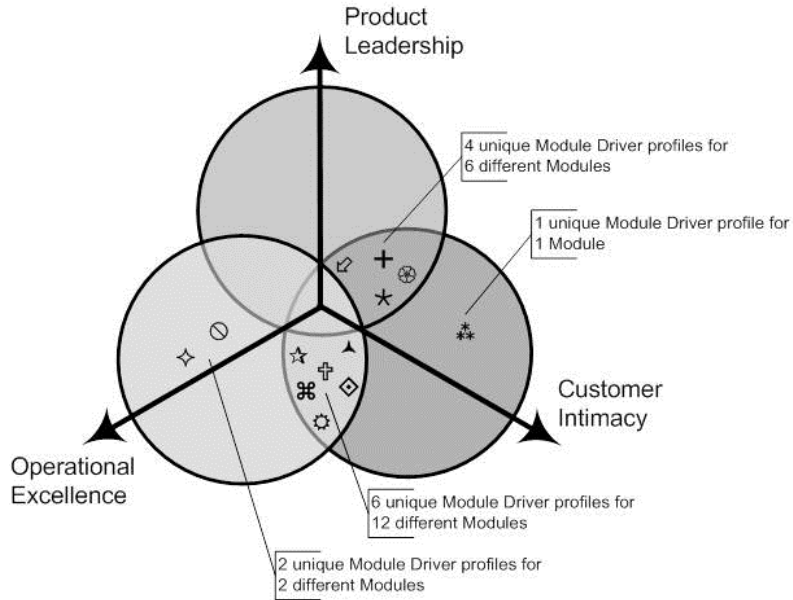 Product
Leadership
4 unique Module Driver profiles for
6 different Modules
1 unique Module Driver profile for
1 Module
Customer
Intimacy
Operational
Excellence
6 unique Module Driver profiles for
12 different Modules
2 unique Module Driver profiles for
2 different Modules